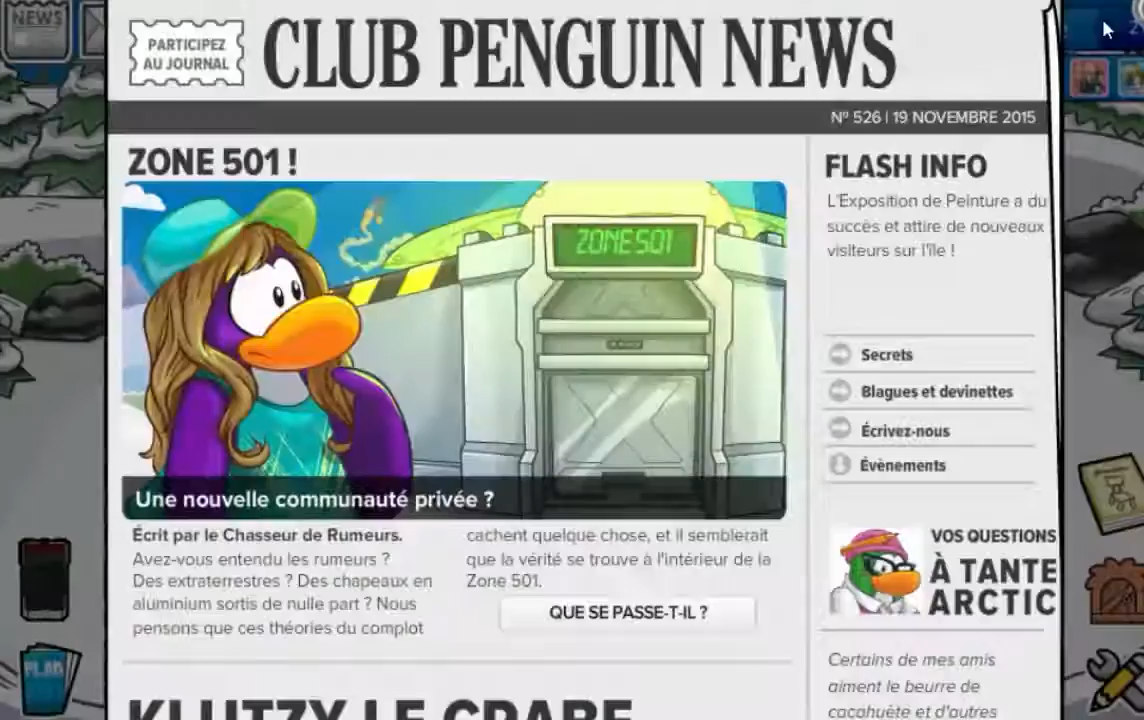 NEWS
PARTICIPEZ
AU JOURNAL
CLUB PENGUIN NEWS
Nº 526 | 19 NOVEMBRE 2015
ZONE 501 !
ZONE 501
Une nouvelle communauté privée ?
Écrit par le Chasseur de Rumeurs.
Avez-vous entendu les rumeurs ?
Des extraterrestres ? Des chapeaux en
aluminium sortis de nulle part ? Nous
pensons que ces théories du complot
cachent quelque chose, et il semblerait
que la vérité se trouve à l'intérieur de la
Zone 501.
QUE SE PASSE-T-IL ?
KLUTZY LE CRABE
FLASH INFO
L'Exposition de Peinture a du
succès et attire de nouveaux
visiteurs sur l'île !
Secrets
Blagues et devinettes
Écrivez-nous
Évènements
VOS QUESTIONS
À TANTE
ARCTIC
Certains de mes amis
aiment le beurre de
cacahuète et d'autres
PLAN